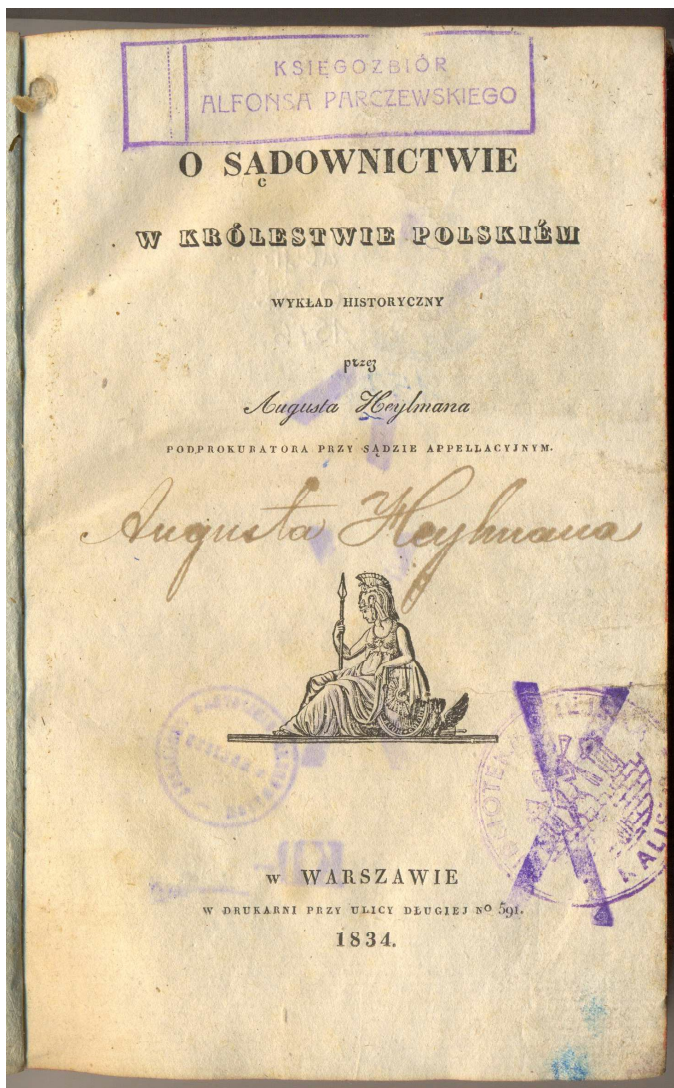 KSIĘGOZBIÓR
ALFONSA PARCZEWSKIEGO
O SĄDOWNICTWIE
W KRÓLESTWIE POLSKIÉM
WYKŁAD HISTORYCZNY
przez
Augusta Heylmana
PODPROKURATORA PRZY SĄDZIE APPELLACYJNYM.
Augusta Heylmana
W WARSZAWIE
W DRUKARNI PRZY ULICY DŁUGIEJ Nº 591.
1834.